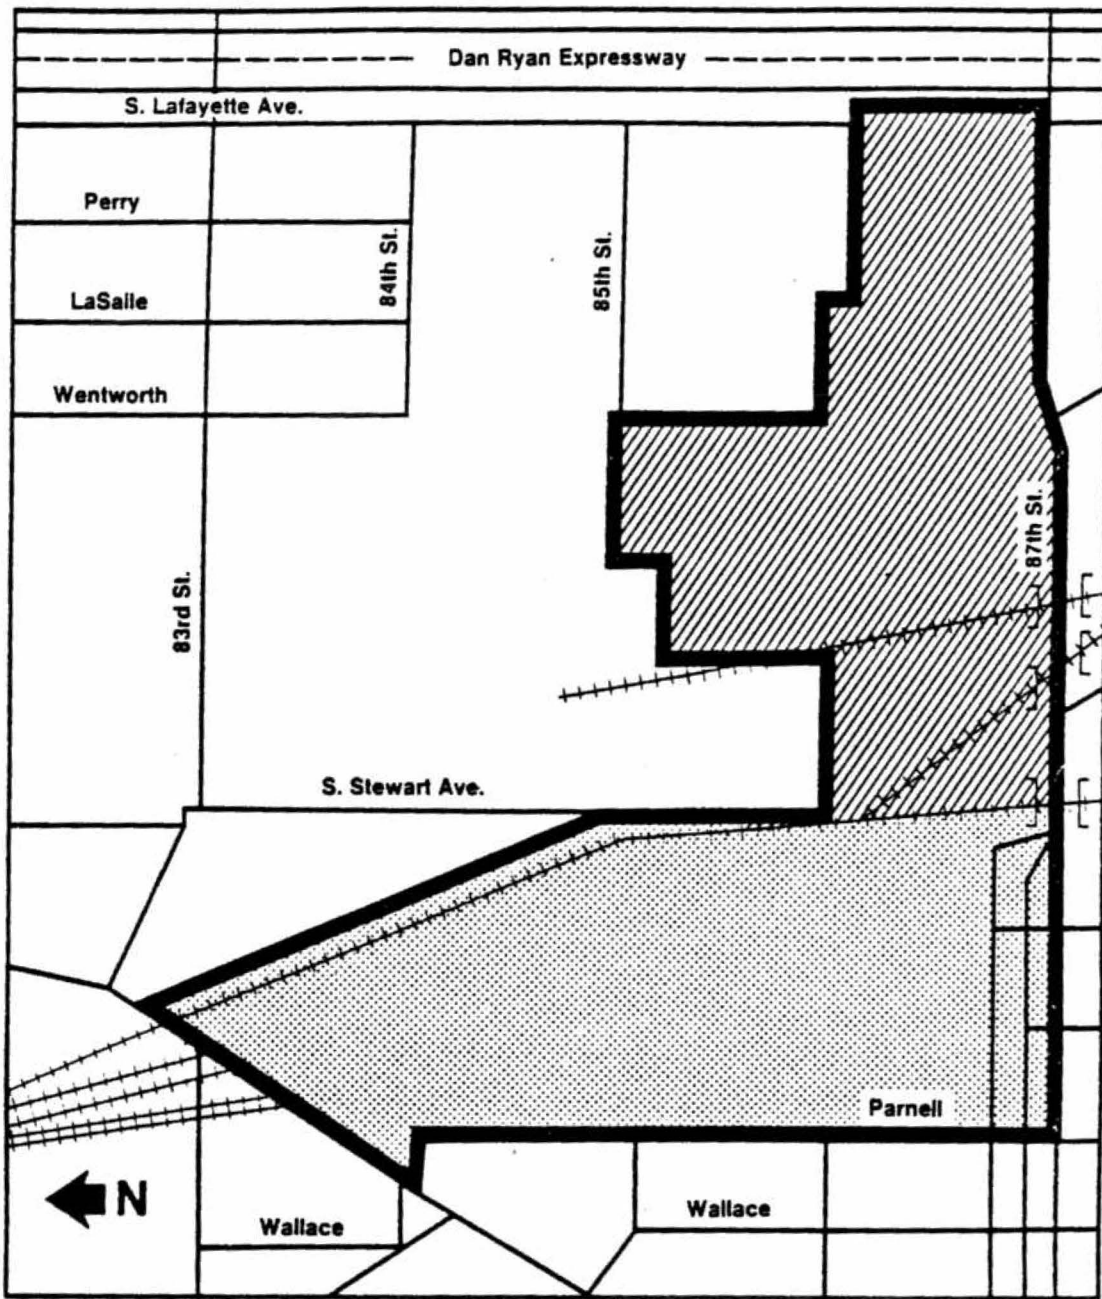 Dan Ryan Expressway
S. Lafayette Ave.
Perry
84th St.
85th St.
LaSalle
Wentworth
87th St.
83rd St.
S. Stewart Ave.
Parnell
N
Wallace
Wallace